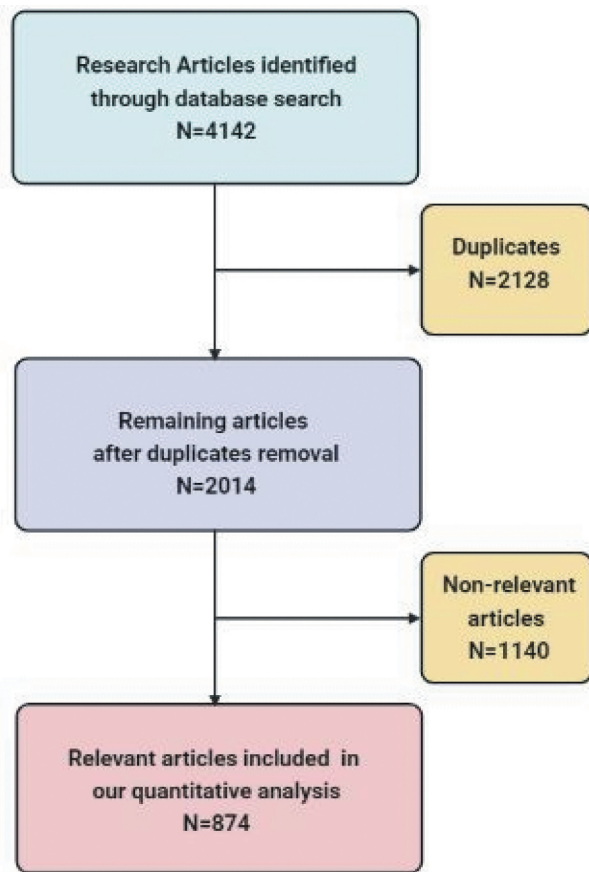 Research Articles identified
through database search
N=4142
Duplicates
N=2128
Remaining articles
after duplicates removal
N=2014
Non-relevant
articles
N=1140
Relevant articles included in
our quantitative analysis
N=874